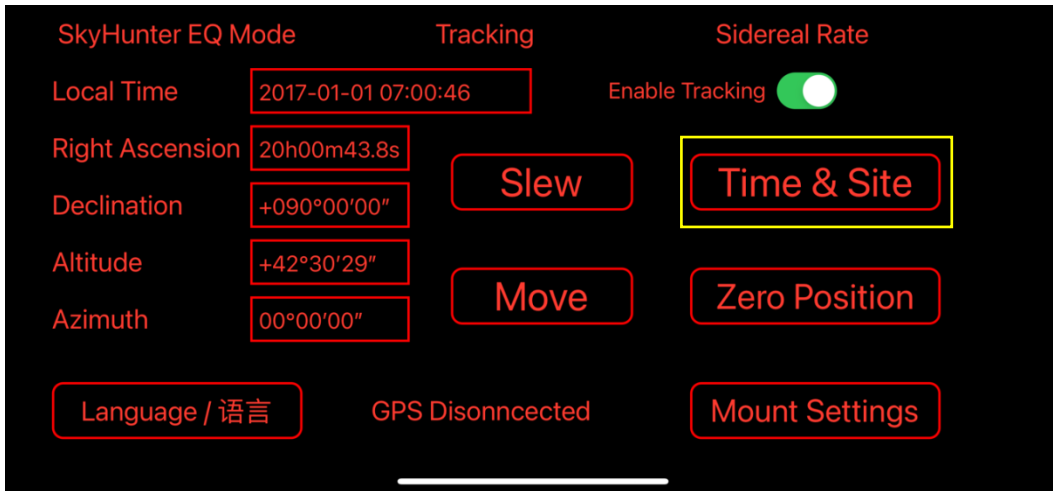 SkyHunter EQ Mode Tracking Sidereal Rate
Local Time 2017-01-01 07:00:46 Enable Tracking
Right Ascension 20h00m43.8s
Slew Time & Site
Declination +090°00′00″
Altitude +42°30′29″
Move Zero Position
Azimuth 00°00′00″
Language / 语言 GPS Disonncected Mount Settings